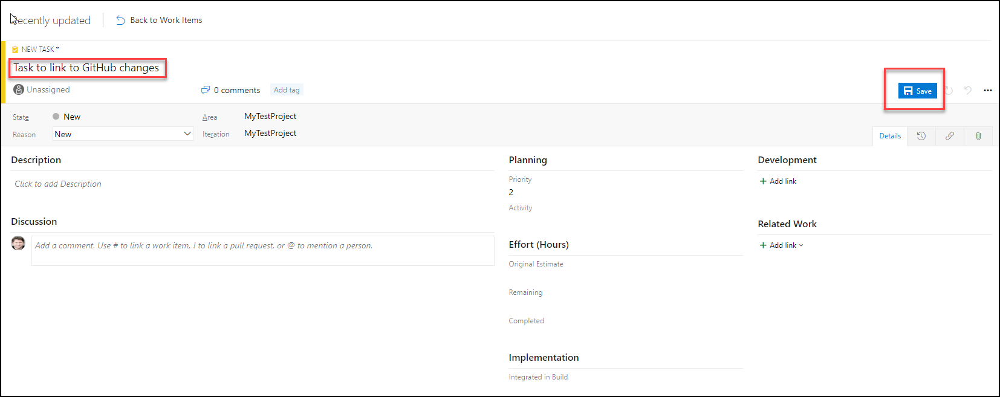 Recently updated
Back to Work Items
NEW TASK *
Task to link to GitHub changes
Unassigned
0 comments
Add tag
Save
State
New
Area
MyTestProject
Reason
New
Iteration
MyTestProject
Details
Description
Click to add Description
Discussion
Add a comment. Use # to link a work item, ! to link a pull request, or @ to mention a person.
Planning
Priority
2
Activity
Effort (Hours)
Original Estimate
Remaining
Completed
Implementation
Integrated in Build
Development
Add link
Related Work
Add link